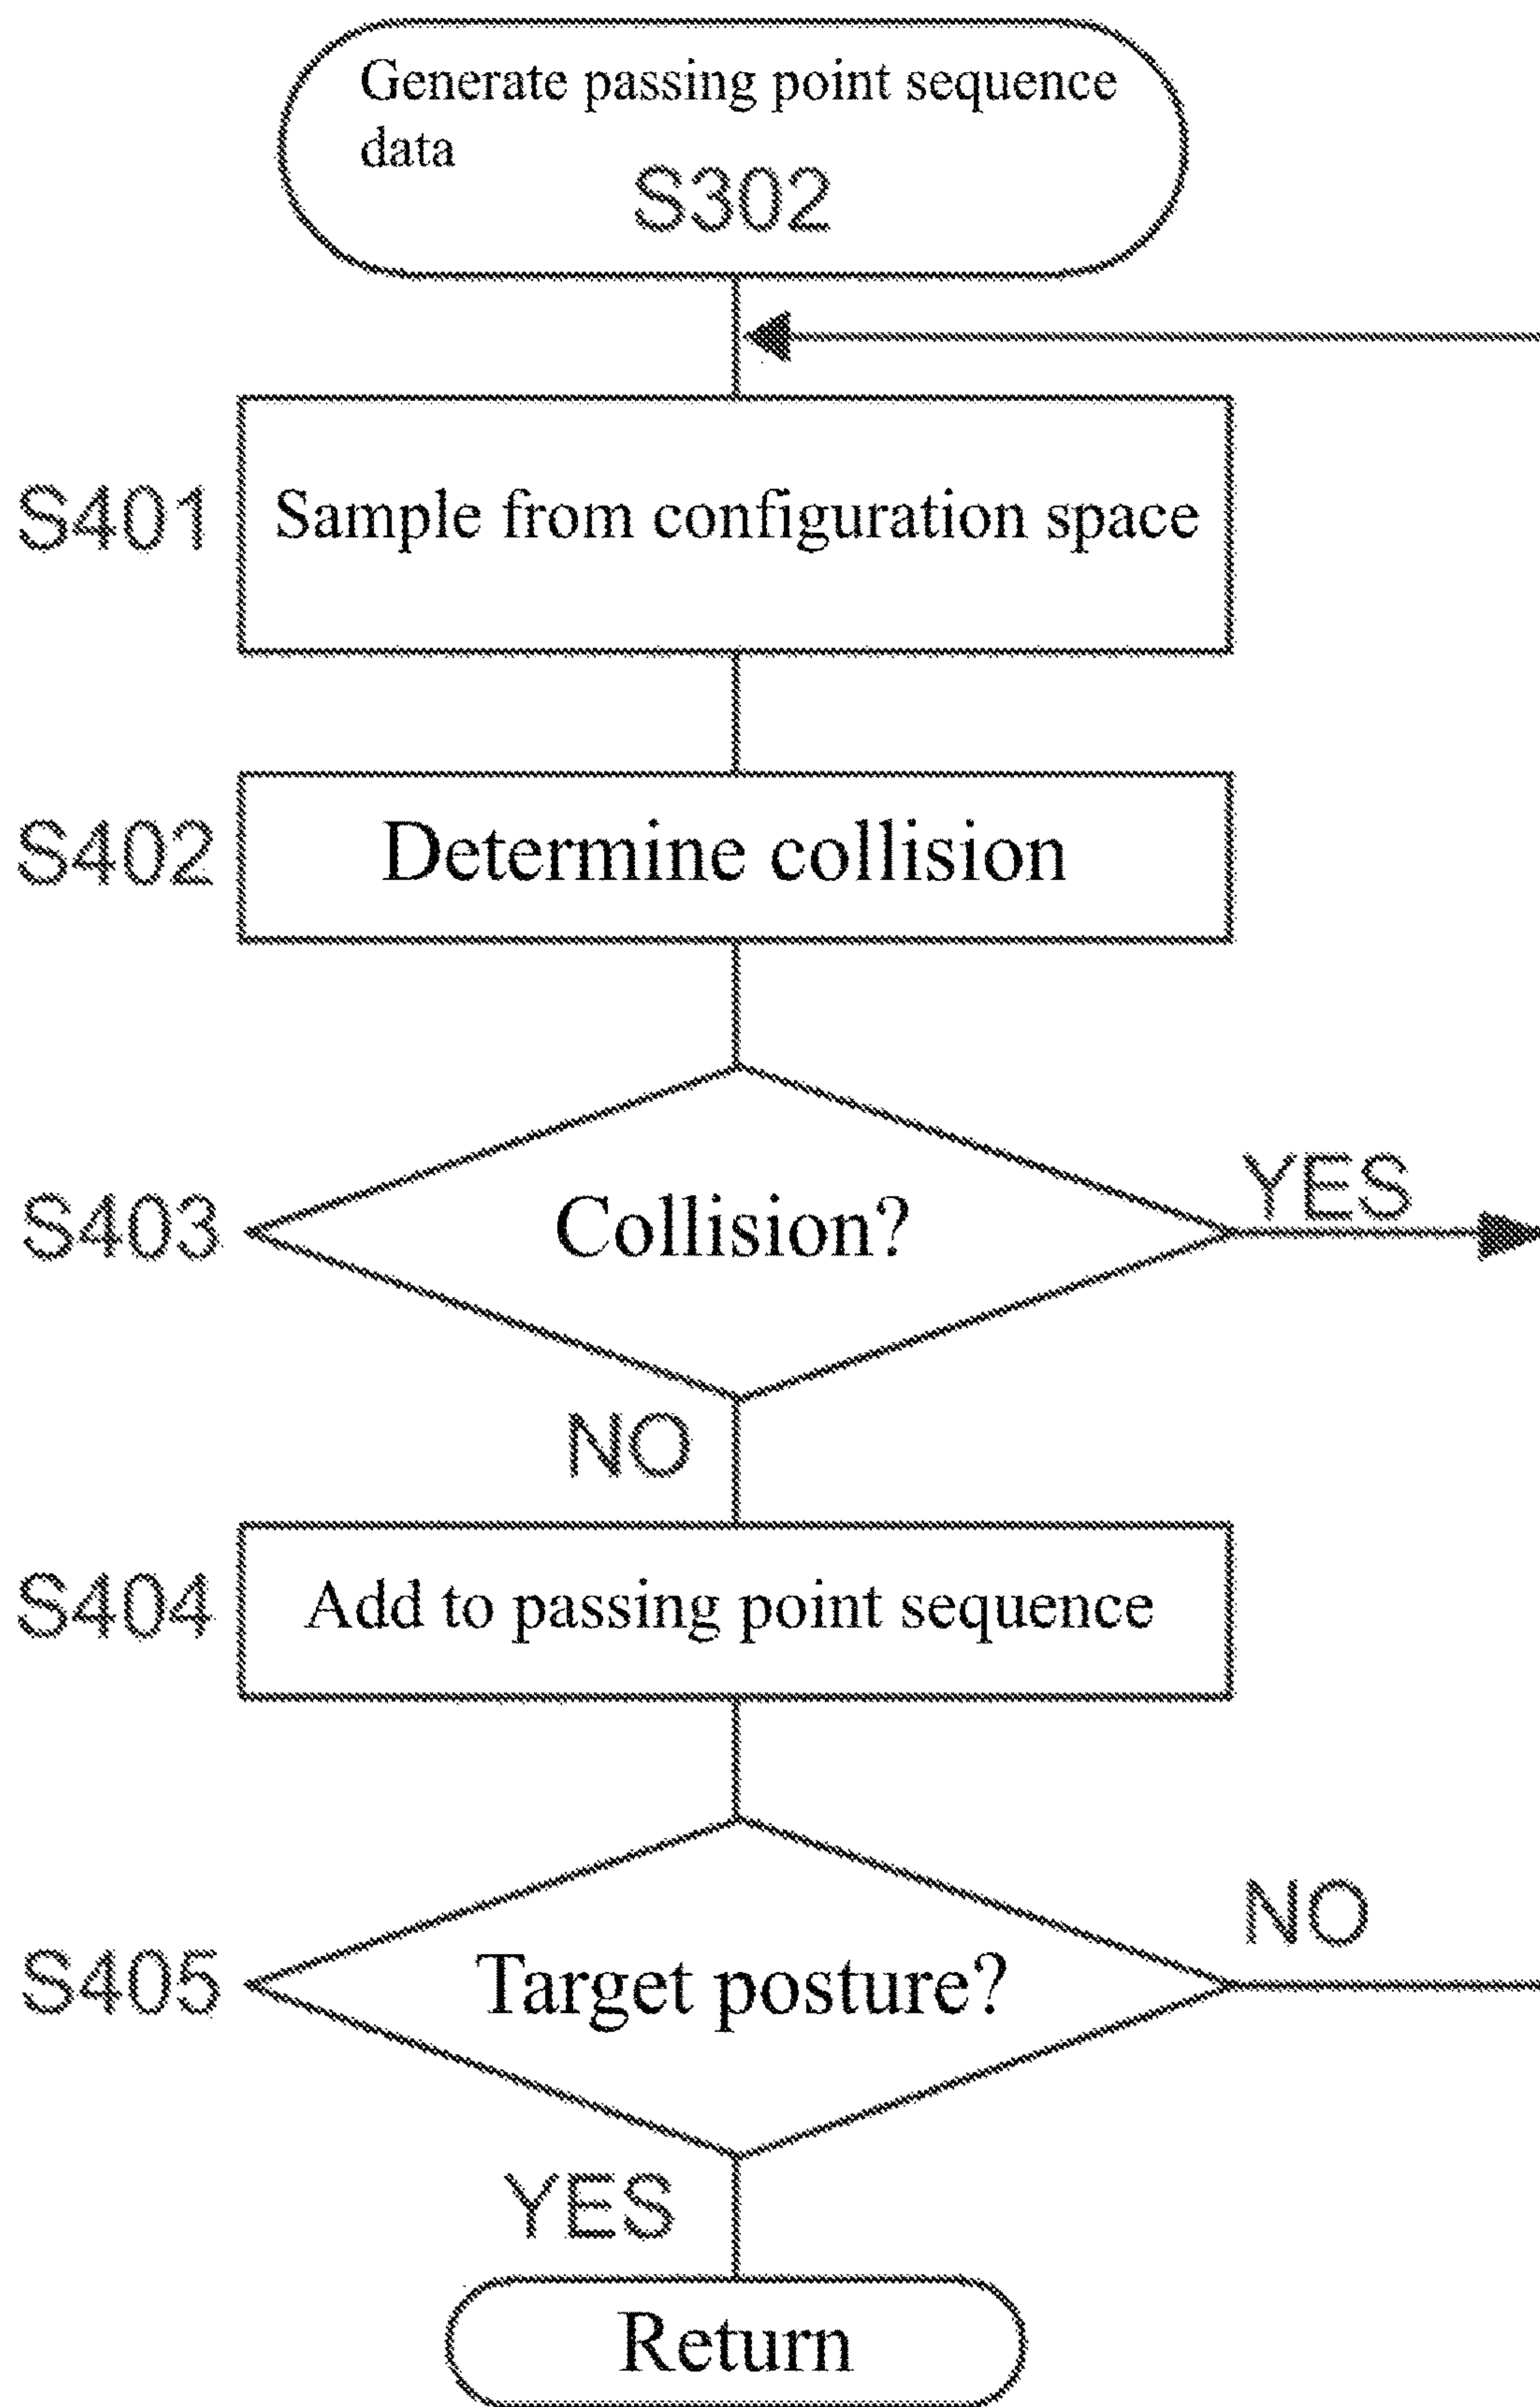 Generate passing point sequence
data
S302
S401
Sample from configuration space
S402
Determine collision
S403
Collision?
YES
NO
S404
Add to passing point sequence
S405
Target posture?
NO
YES
Return